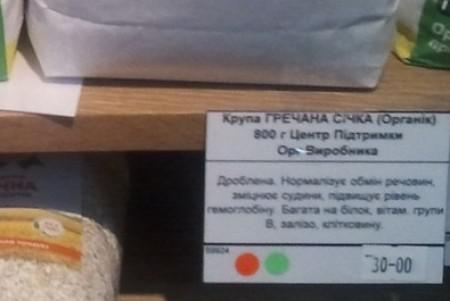 Крупа ГРЕЧАНА СІЧКА (Органік)
800 г Центр Підтримки
Орг Виробника
Дроблена. Нормалізує обмін речовин,
зміцнює судини, підвищує рівень
гемоглобіну. Багата на білок, вітам. групи
В, залізо, клітковину.
30-00